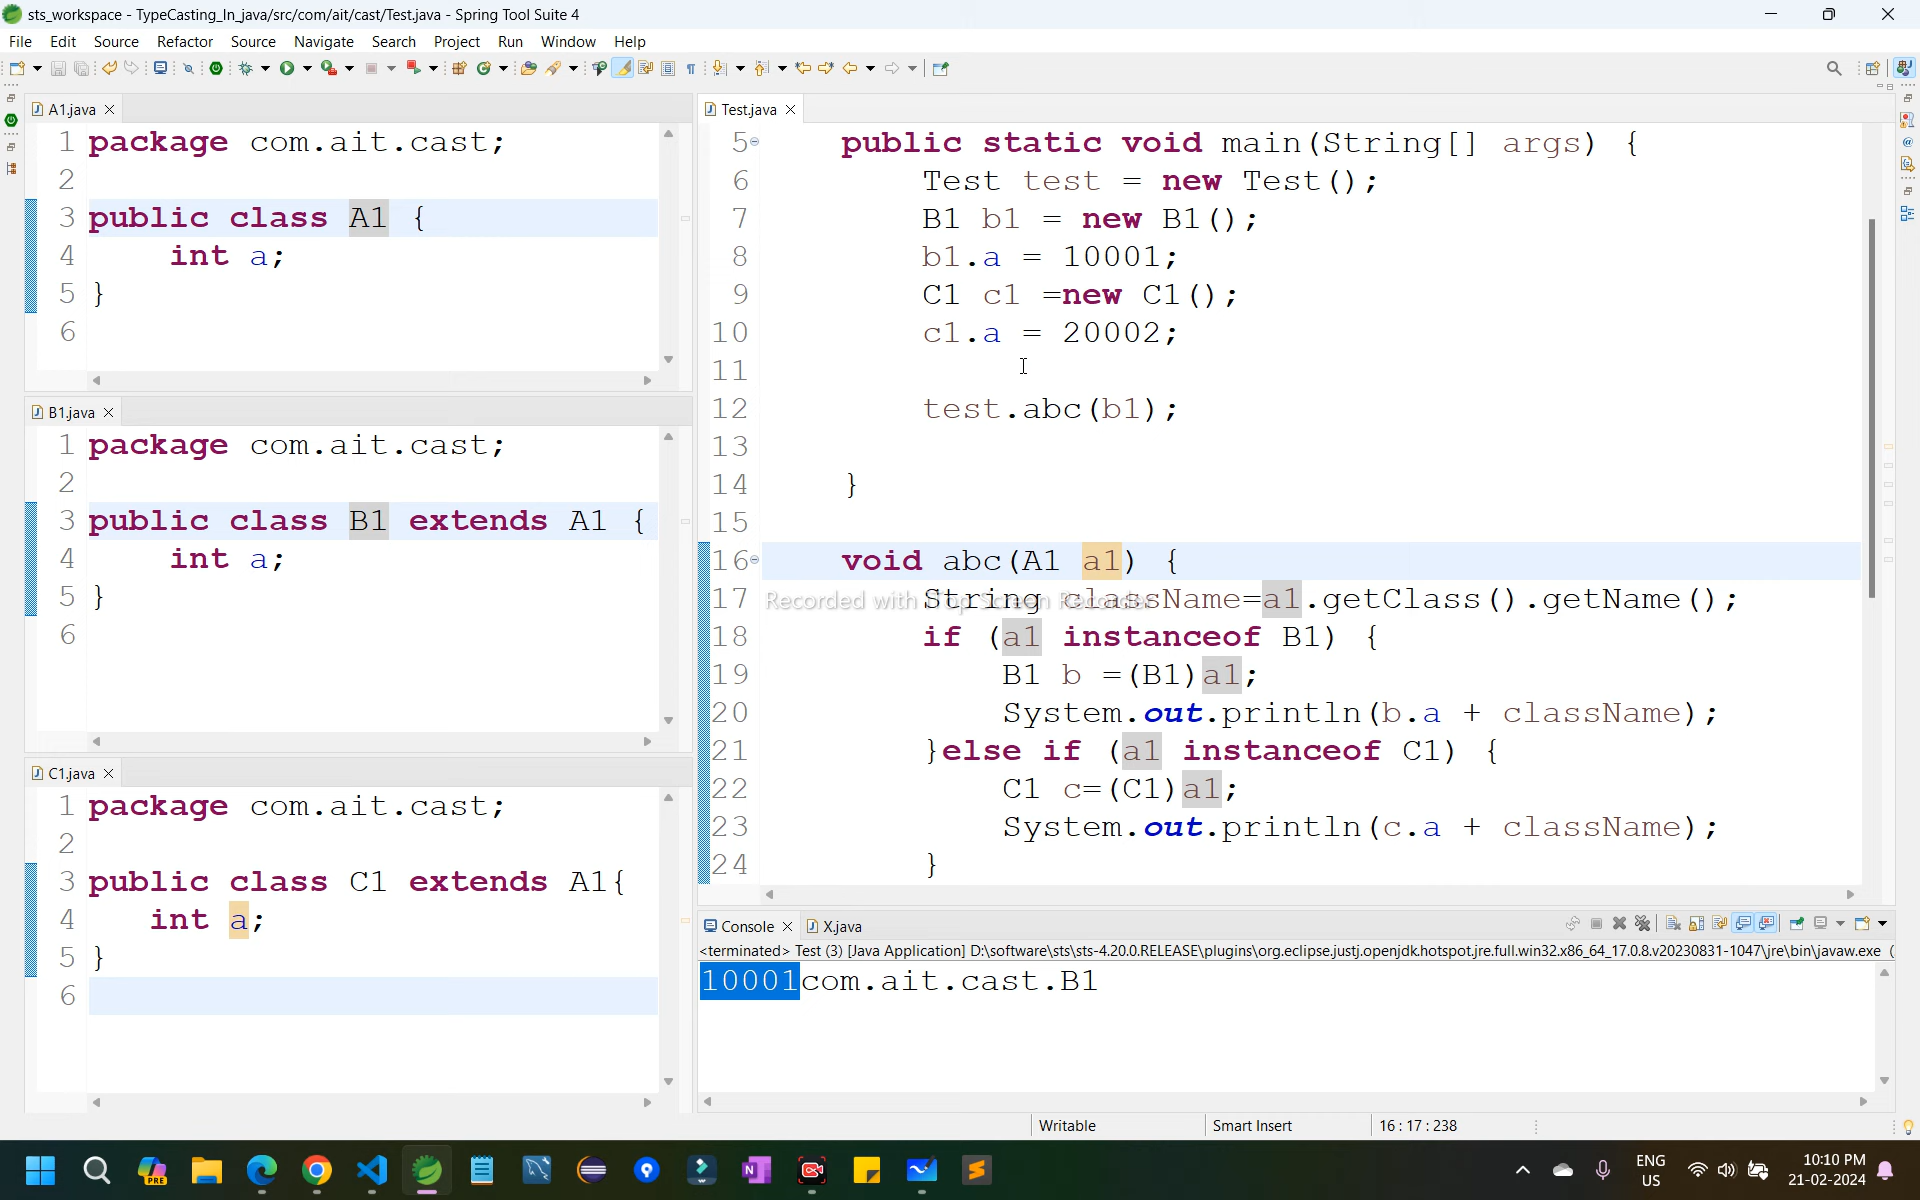 sts_workspace - TypeCasting_In_java/src/com/ait/cast/Test.java - Spring Tool Suite 4
File Edit Source Refactor Source Navigate Search Project Run Window Help
A1.java
1 package com.ait.cast;
2
3 public class A1 {
4 int a;
5 }
6
B1.java
1 package com.ait.cast;
2
3 public class B1 extends A1 {
4 int a;
5 }
6
C1.java
1 package com.ait.cast;
2
3 public class C1 extends A1{
4 int a;
5 }
6
Test.java
5 public static void main(String[] args) {
6 Test test = new Test();
7 B1 b1 = new B1();
8 b1.a = 10001;
9 C1 c1 =new C1();
10 c1.a = 20002;
11
12 test.abc(b1);
13
14 }
15
16 void abc(A1 a1) {
17 String className=a1.getClass().getName();
Recorded with iTop Screen Recorder
18 if (a1 instanceof B1) {
19 B1 b =(B1)a1;
20 System.out.println(b.a + className);
21 }else if (a1 instanceof C1) {
22 C1 c=(C1)a1;
23 System.out.println(c.a + className);
24 }
Console X.java
<terminated> Test (3) [Java Application] D:\software\sts\sts-4.20.0.RELEASE\plugins\org.eclipse.justj.openjdk.hotspot.jre.full.win32.x86_64_17.0.8.v20230831-1047\jre\bin\javaw.exe (
10001com.ait.cast.B1
Writable Smart Insert 16 : 17 : 238
PRE
ENG
US
10:10 PM
21-02-2024